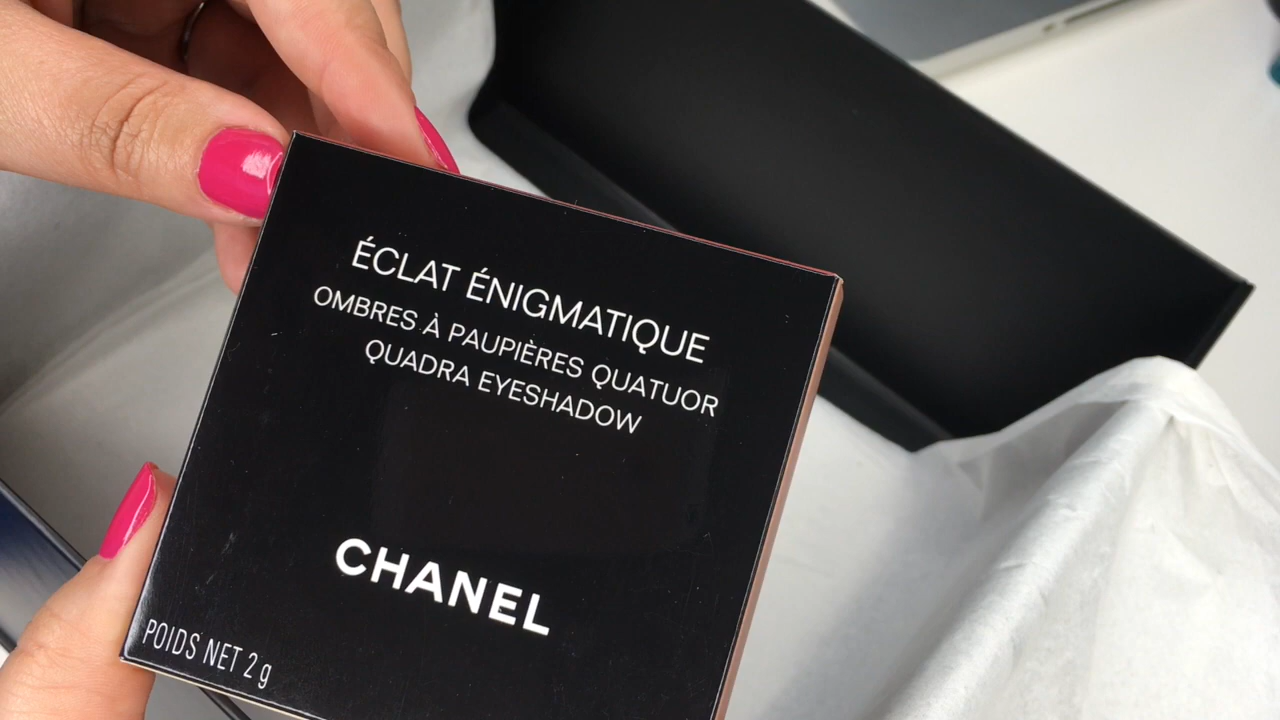 ÉCLAT ÉNIGMATIQUE
OMBRES À PAUPIÈRES QUATUOR
QUADRA EYESHADOW
CHANEL
POIDS NET 2 g